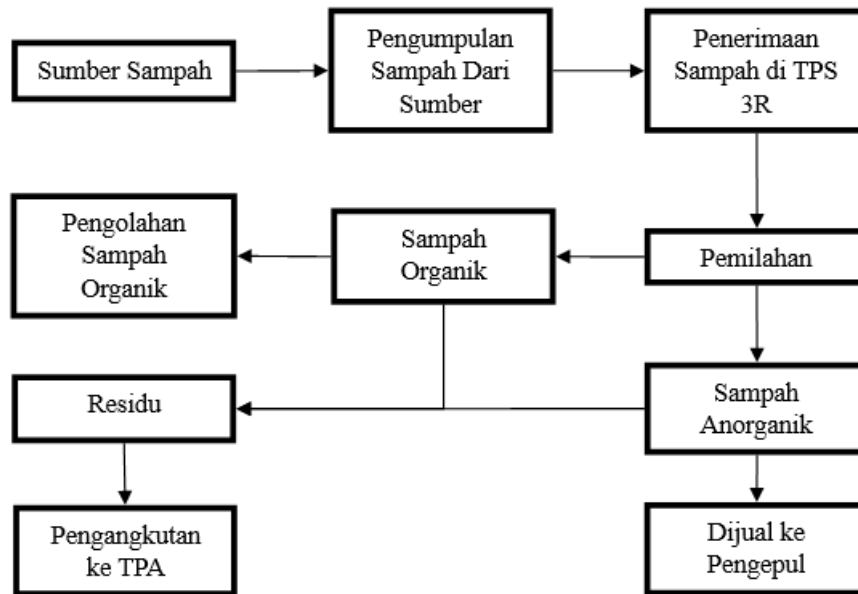 Sumber Sampah
Pengumpulan
Sampah Dari
Sumber
Penerimaan
Sampah di TPS
3R
Pengolahan
Sampah
Organik
Sampah
Organik
Pemilahan
Residu
Sampah
Anorganik
Pengangkutan
ke TPA
Dijual ke
Pengepul